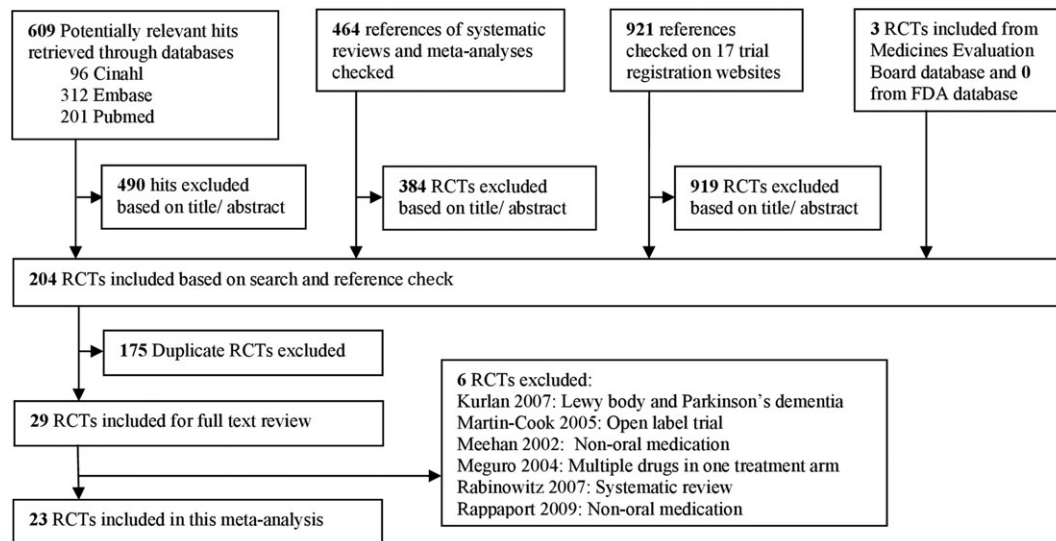 609 Potentially relevant hits
retrieved through databases
96 Cinahl
312 Embase
201 Pubmed
464 references of systematic
reviews and meta-analyses
checked
921 references
checked on 17 trial
registration websites
3 RCTs included from
Medicines Evaluation
Board database and 0
from FDA database
490 hits excluded
based on title/ abstract
384 RCTs excluded
based on title/ abstract
919 RCTs excluded
based on title/ abstract
204 RCTs included based on search and reference check
175 Duplicate RCTs excluded
29 RCTs included for full text review
6 RCTs excluded:
Kurlan 2007: Lewy body and Parkinson's dementia
Martin-Cook 2005: Open label trial
Meehan 2002: Non-oral medication
Meguro 2004: Multiple drugs in one treatment arm
Rabinowitz 2007: Systematic review
Rappaport 2009: Non-oral medication
23 RCTs included in this meta-analysis